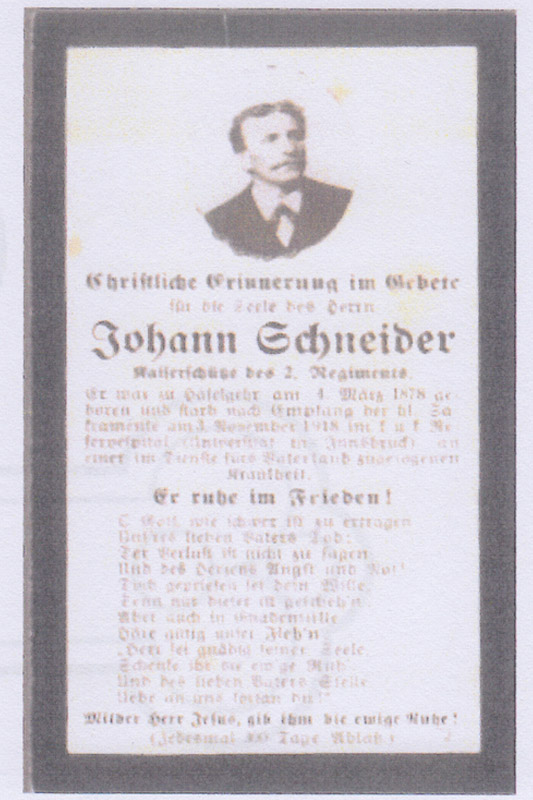 Christliche Erinnerung im Gebete
für die Seele des Herrn
Johann Schneider
Kaiserschütze des 2. Regiments.
Er war zu Häselgehr am 4. März 1878 ge-
boren und starb nach Empfang der hl. Sa-
kramente am 3. November 1918 im k. u. k. Re-
servespital (Universität in Innsbruck) an
einer im Dienste fürs Vaterland zugezogenen
Krankheit.
Er ruhe im Frieden!
O Gott, wie schwer ist zu ertragen
Unsres lieben Vaters Tod;
Der Verlust ist nicht zu sagen
Und des Herzens Angst und Not!
Doch gepriesen sei dein Wille,
Denn nur dieser ist gescheh'n.
Aber auch in Gnadenfülle
Höre gütig unser Fleh'n
„Herr sei gnädig seiner Seele,
Schenke ihr die ew'ge Ruh'
Und des lieben Vaters Stelle
an uns fortan du!"
Milder Herr Jesus, gib ihm die ewige Ruhe!
(Jedesmal 300 Tage Ablaß.)